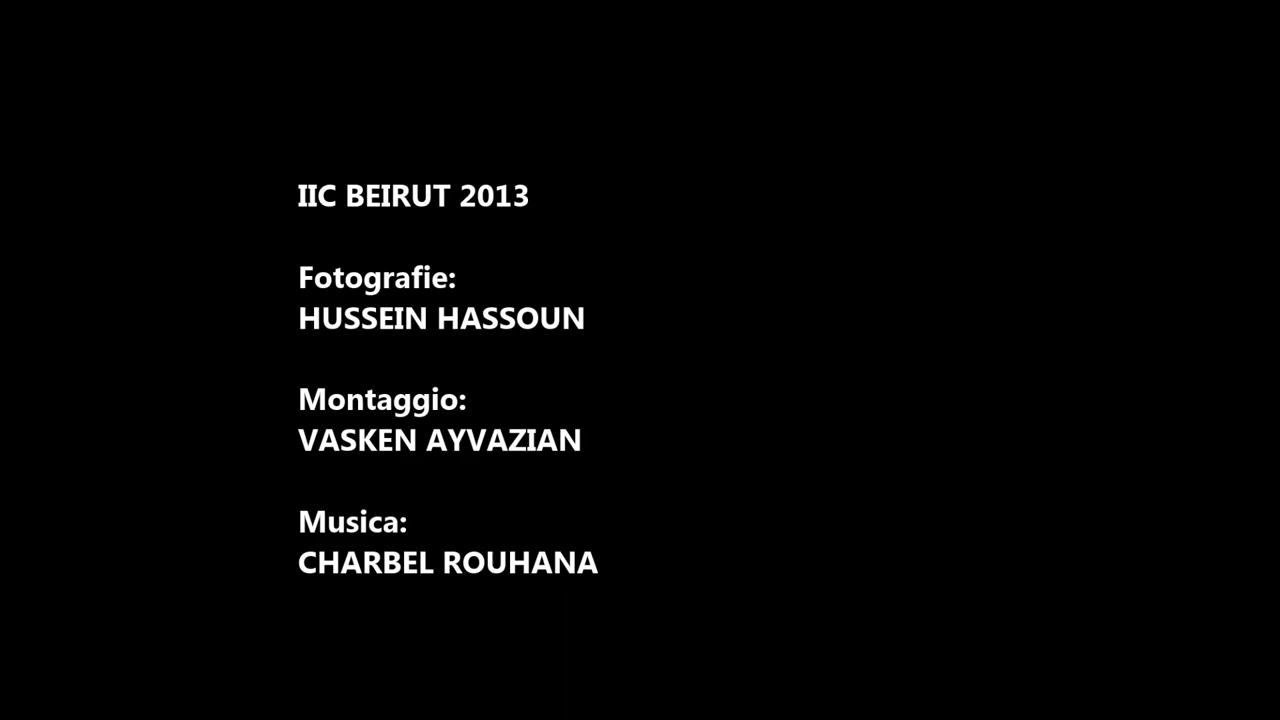 IIC BEIRUT 2013
Fotografie:
HUSSEIN HASSOUN
Montaggio:
VASKEN AYVAZIAN
Musica:
CHARBEL ROUHANA